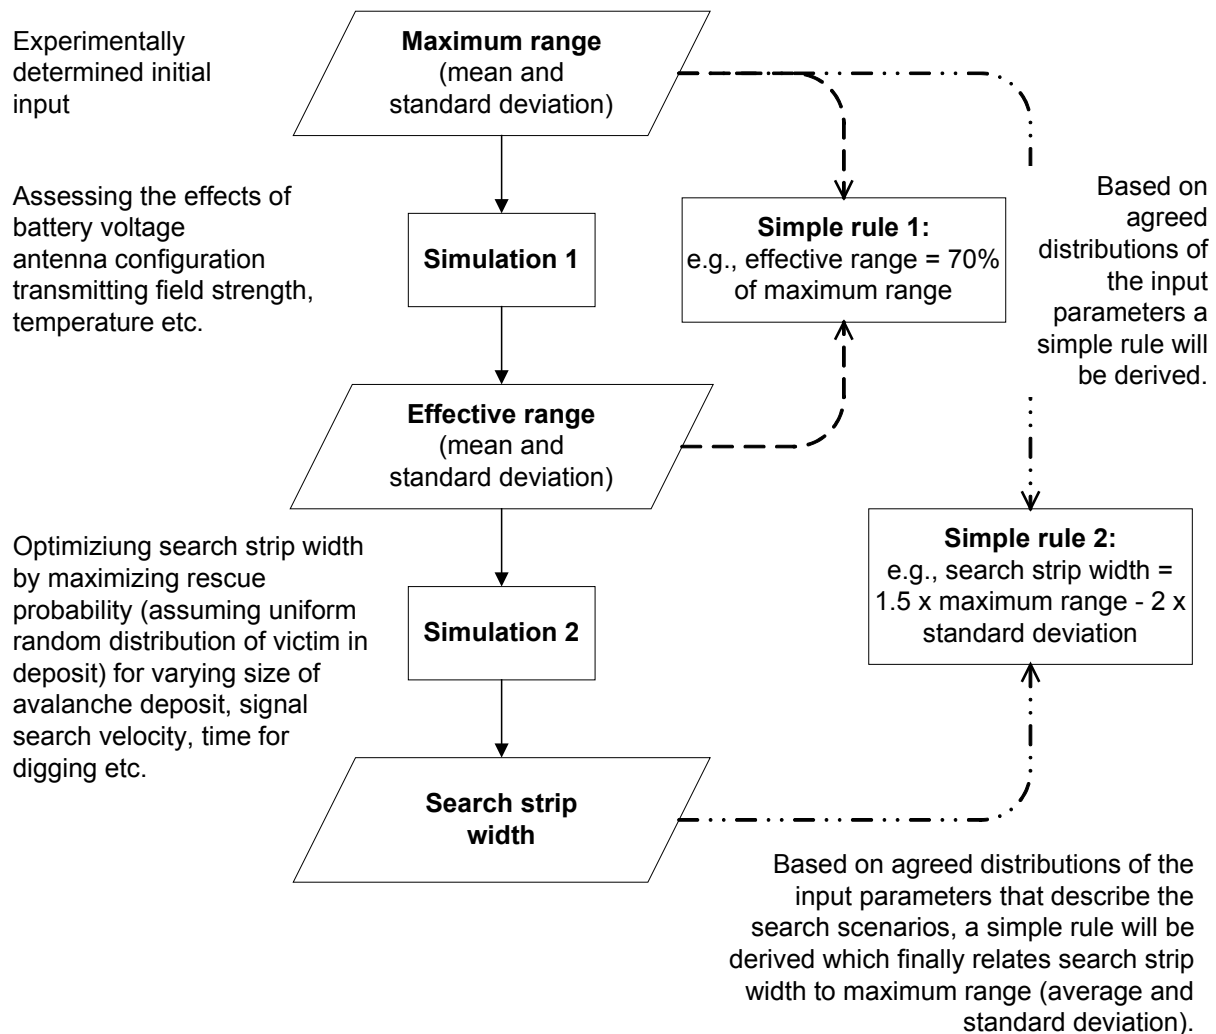 Experimentally
determined initial
input
Maximum range
(mean and
standard deviation)
Assessing the effects of
battery voltage
antenna configuration
transmitting field strength,
temperature etc.
Simulation 1
Simple rule 1:
e.g., effective range = 70%
of maximum range
Based on
agreed
distributions of
the input
parameters a
simple rule will
be derived.
Effective range
(mean and
standard deviation)
Optimiziung search strip width
by maximizing rescue
probability (assuming uniform
random distribution of victim in
deposit) for varying size of
avalanche deposit, signal
search velocity, time for
digging etc.
Simulation 2
Simple rule 2:
e.g., search strip width =
1.5 x maximum range - 2 x
standard deviation
Search strip
width
Based on agreed distributions of the
input parameters that describe the
search scenarios, a simple rule will be
derived which finally relates search strip
width to maximum range (average and
standard deviation).